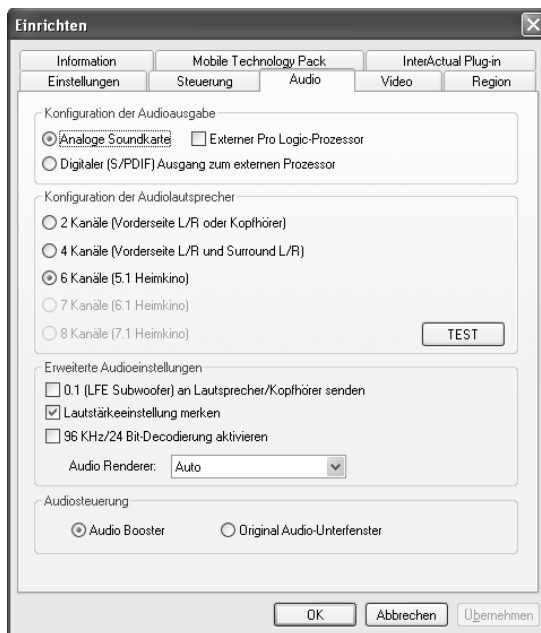 Einrichten
Information
Mobile Technology Pack
InterActual Plug-in
Einstellungen
Steuerung
Audio
Video
Region
Konfiguration der Audioausgabe
Analoge Soundkarte
Externer Pro Logic-Prozessor
Digitaler (S/PDIF) Ausgang zum externen Prozessor
Konfiguration der Audiolautsprecher
2 Kanäle (Vorderseite L/R oder Kopfhörer)
4 Kanäle (Vorderseite L/R und Surround L/R)
6 Kanäle (5.1 Heimkino)
7 Kanäle (6.1 Heimkino)
8 Kanäle (7.1 Heimkino)
TEST
Erweiterte Audioeinstellungen
0.1 (LFE Subwoofer) an Lautsprecher/Kopfhörer senden
Lautstärkeeinstellung merken
96 KHz/24 Bit-Decodierung aktivieren
Audio Renderer:
Auto
Audiosteuerung
Audio Booster
Original Audio-Unterfenster
OK
Abbrechen
Übernehmen